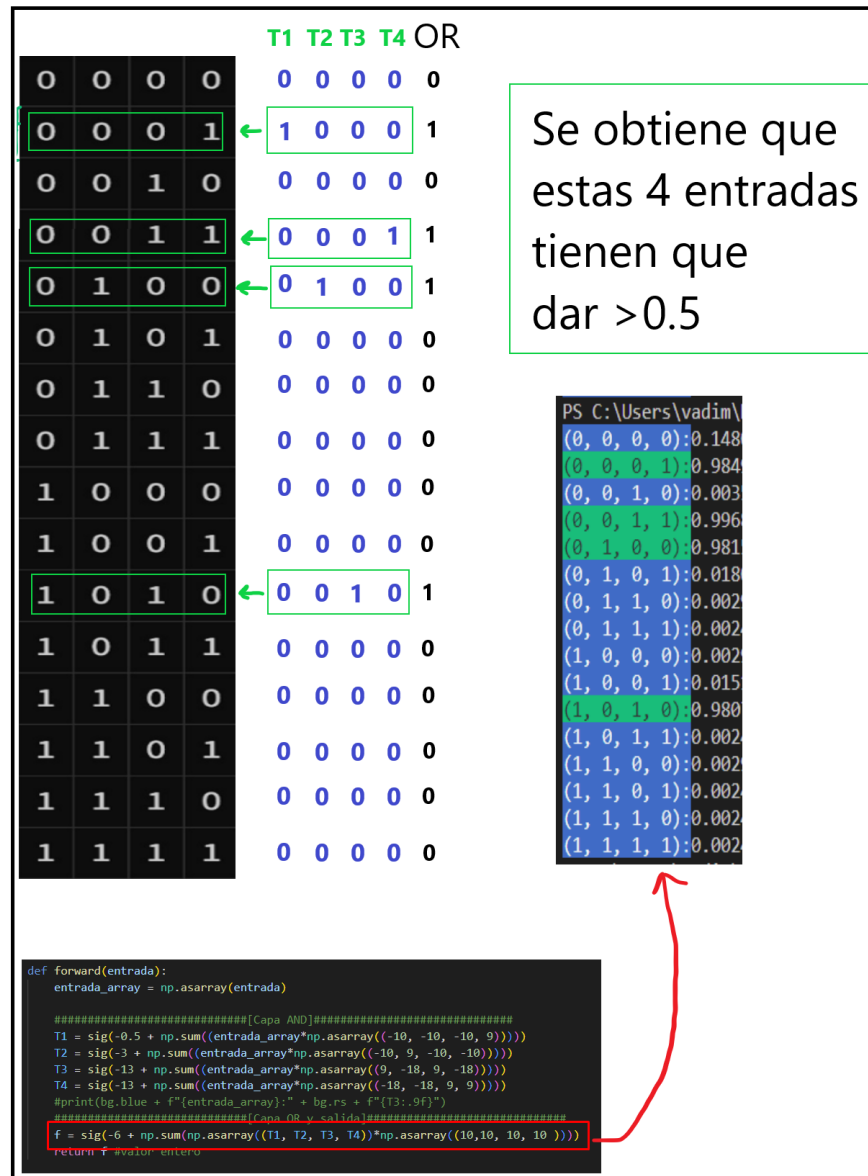 T1 T2 T3 T4 OR
0 0 0 0 0 0 0 0 0
0 0 0 1 1 0 0 0 1
0 0 1 0 0 0 0 0 0
0 0 1 1 0 0 0 1 1
0 1 0 0 0 1 0 0 1
0 1 0 1 0 0 0 0 0
0 1 1 0 0 0 0 0 0
0 1 1 1 0 0 0 0 0
1 0 0 0 0 0 0 0 0
1 0 0 1 0 0 0 0 0
1 0 1 0 0 0 1 0 1
1 0 1 1 0 0 0 0 0
1 1 0 0 0 0 0 0 0
1 1 0 1 0 0 0 0 0
1 1 1 0 0 0 0 0 0
1 1 1 1 0 0 0 0 0
Se obtiene que
estas 4 entradas
tienen que
dar >0.5
PS C:\Users\vadim\
(0, 0, 0, 0):0.148
(0, 0, 0, 1):0.984
(0, 0, 1, 0):0.003
(0, 0, 1, 1):0.996
(0, 1, 0, 0):0.981
(0, 1, 0, 1):0.018
(0, 1, 1, 0):0.002
(0, 1, 1, 1):0.002
(1, 0, 0, 0):0.002
(1, 0, 0, 1):0.015
(1, 0, 1, 0):0.980
(1, 0, 1, 1):0.002
(1, 1, 0, 0):0.002
(1, 1, 0, 1):0.002
(1, 1, 1, 0):0.002
(1, 1, 1, 1):0.002
def forward(entrada):
entrada_array = np.asarray(entrada)
#############################[Capa AND]##############################
T1 = sig(-0.5 + np.sum((entrada_array*np.asarray((-10, -10, -10, 9)))))
T2 = sig(-3 + np.sum((entrada_array*np.asarray((-10, 9, -10, -10)))))
T3 = sig(-13 + np.sum((entrada_array*np.asarray((9, -18, 9, -18)))))
T4 = sig(-13 + np.sum((entrada_array*np.asarray((-18, -18, 9, 9)))))
#print(bg.blue + f"{entrada_array}:" + bg.rs + f"{T3:.9f}")
#############################[Capa OR y salida]##############################
f = sig(-6 + np.sum(np.asarray((T1, T2, T3, T4))*np.asarray((10,10, 10, 10 ))))
return f #valor entero